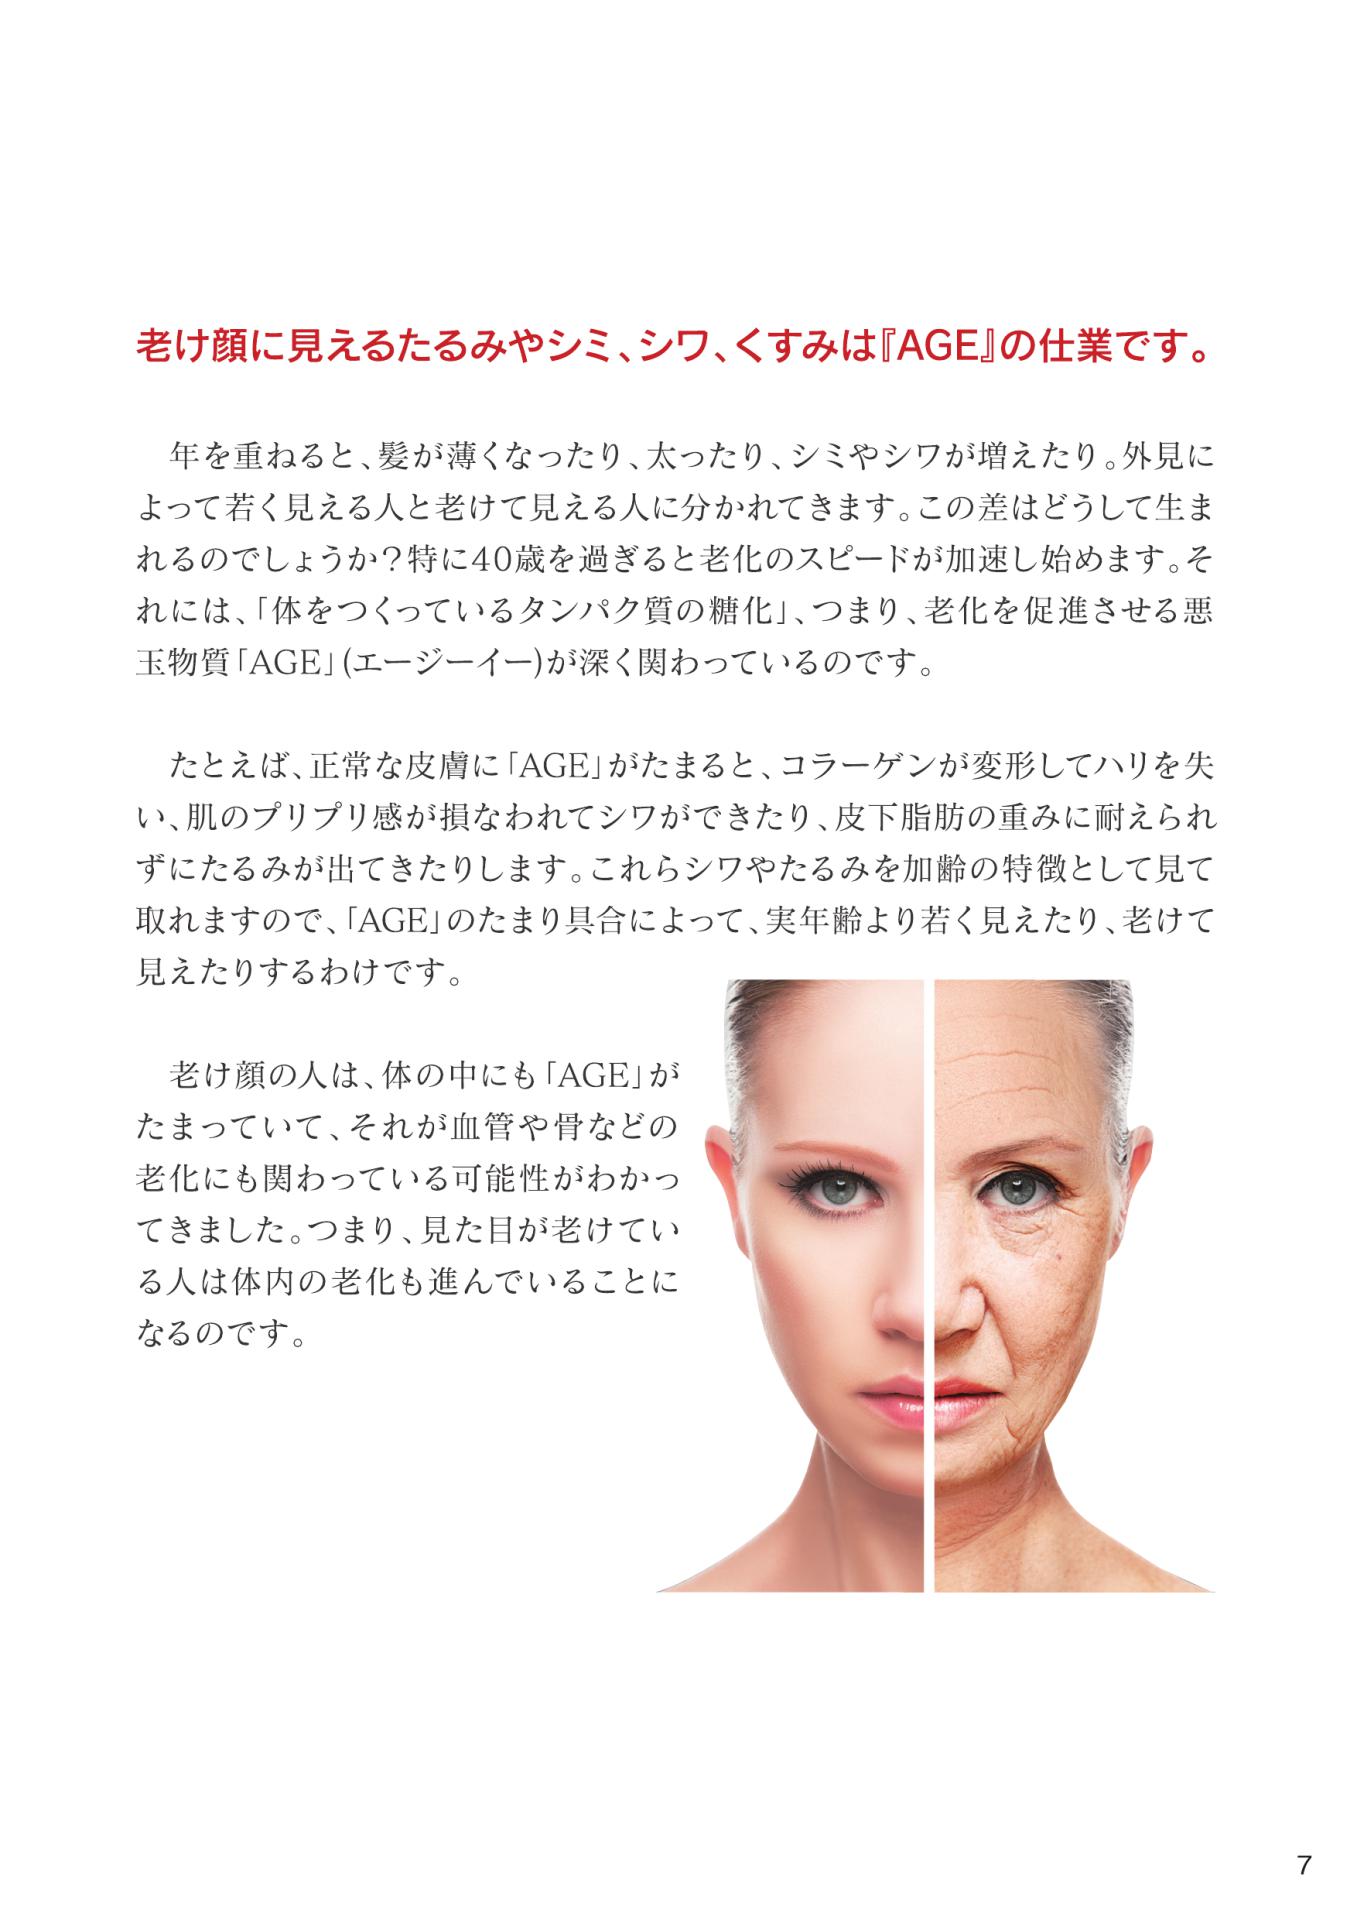 老け顔に見えるたるみやシミ、シワ、くすみは『AGE』の仕業です。
年を重ねると、髪が薄くなったり、太ったり、シミやシワが増えたり。外見に
よって若く見える人と老けて見える人に分かれてきます。この差はどうして生ま
れるのでしょうか？特に40歳を過ぎると老化のスピードが加速し始めます。そ
れには、「体をつくっているタンパク質の糖化」、つまり、老化を促進させる悪
玉物質「AGE」(エージーイー)が深く関わっているのです。
たとえば、正常な皮膚に「AGE」がたまると、コラーゲンが変形してハリを失
い、肌のプリプリ感が損なわれてシワができたり、皮下脂肪の重みに耐えられ
ずにたるみが出てきたりします。これらシワやたるみを加齢の特徴として見て
取れますので、「AGE」のたまり具合によって、実年齢より若く見えたり、老けて
見えたりするわけです。
老け顔の人は、体の中にも「AGE」が
たまっていて、それが血管や骨などの
老化にも関わっている可能性がわかっ
てきました。つまり、見た目が老けてい
る人は体内の老化も進んでいることに
なるのです。
7